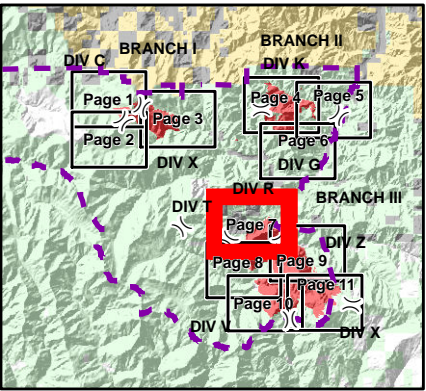 BRANCH I
BRANCH II
DIV C
DIV K
Page 1
Page 4
Page 5
Page 3
Page 2
Page 6
DIV X
DIV G
DIV R
BRANCH III
DIV T
Page 7
DIV Z
Page 8
Page 9
Page 11
Page 10
DIV V
DIV X